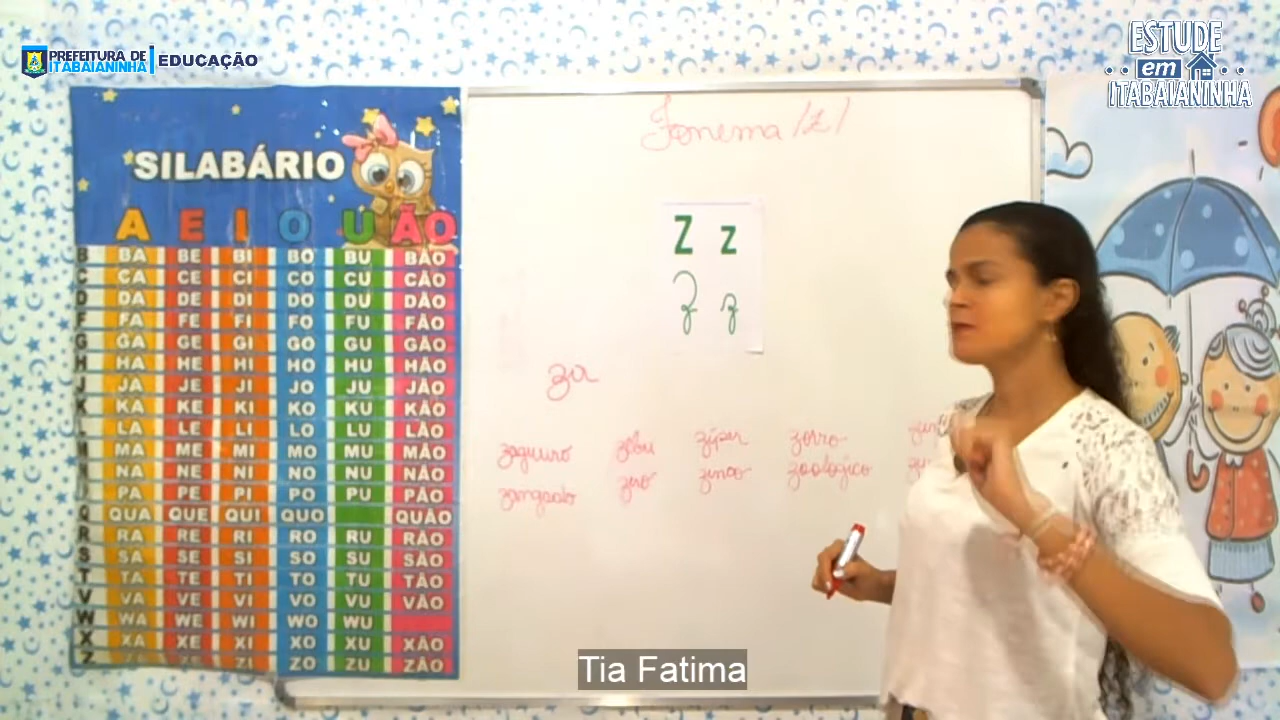 PREFEITURA DE
ITABAIANINHA
EDUCAÇÃO
ESTUDE
em
ITABAIANINHA
SILABÁRIO
A E I O U ÃO
B BA BE BI BO BU BÃO
C CA CE CI CO CU CÃO
D DA DE DI DO DU DÃO
F FA FE FI FO FU FÃO
G GA GE GI GO GU GÃO
H HA HE HI HO HU HÃO
J JA JE JI JO JU JÃO
K KA KE KI KO KU KÃO
LA LE LI LO LU LÃO
MA ME MI MO MU MÃO
NA NE NI NO NU NÃO
PA PE PI PO PU PÃO
Q QUA QUE QUI QUO QUÃO
R RA RE RI RO RU RÃO
S SA SE SI SO SU SÃO
T TA TE TI TO TU TÃO
V VA VE VI VO VU VÃO
W WA WE WI WO WU
X XA XE XI XO XU XÃO
Z ZA ZE ZI ZO ZU ZÃO
Fonema /z/
Z z
Z z
za
zebu zíper zorro
zangado zero zinco zoológico
Tia Fatima